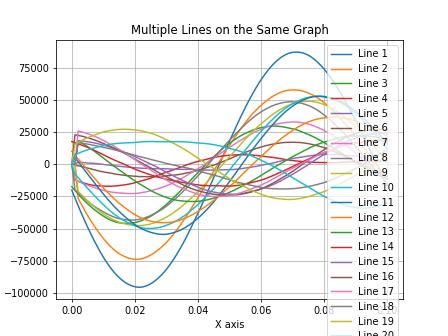 Multiple Lines on the Same Graph
75000
50000
25000
0
−25000
−50000
−75000
−100000
0.00
0.02
0.04
0.06
X axis
Line 1
Line 2
Line 3
Line 4
Line 5
Line 6
Line 7
Line 8
Line 9
Line 10
Line 11
Line 12
Line 13
Line 14
Line 15
Line 16
Line 17
Line 18
Line 19